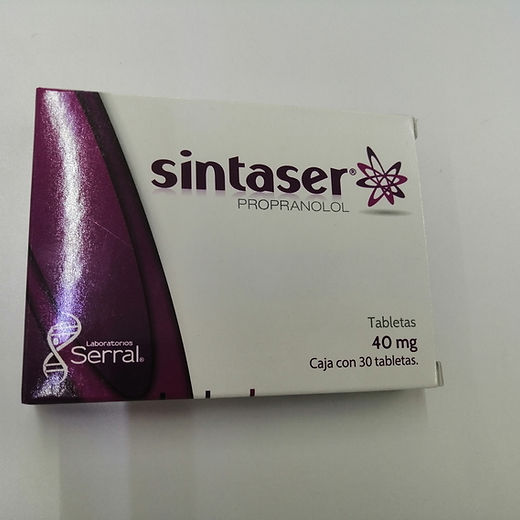 sintaser®
PROPRANOLOL
Tabletas
40 mg
Caja con 30 tabletas.
Laboratorios
Serral®